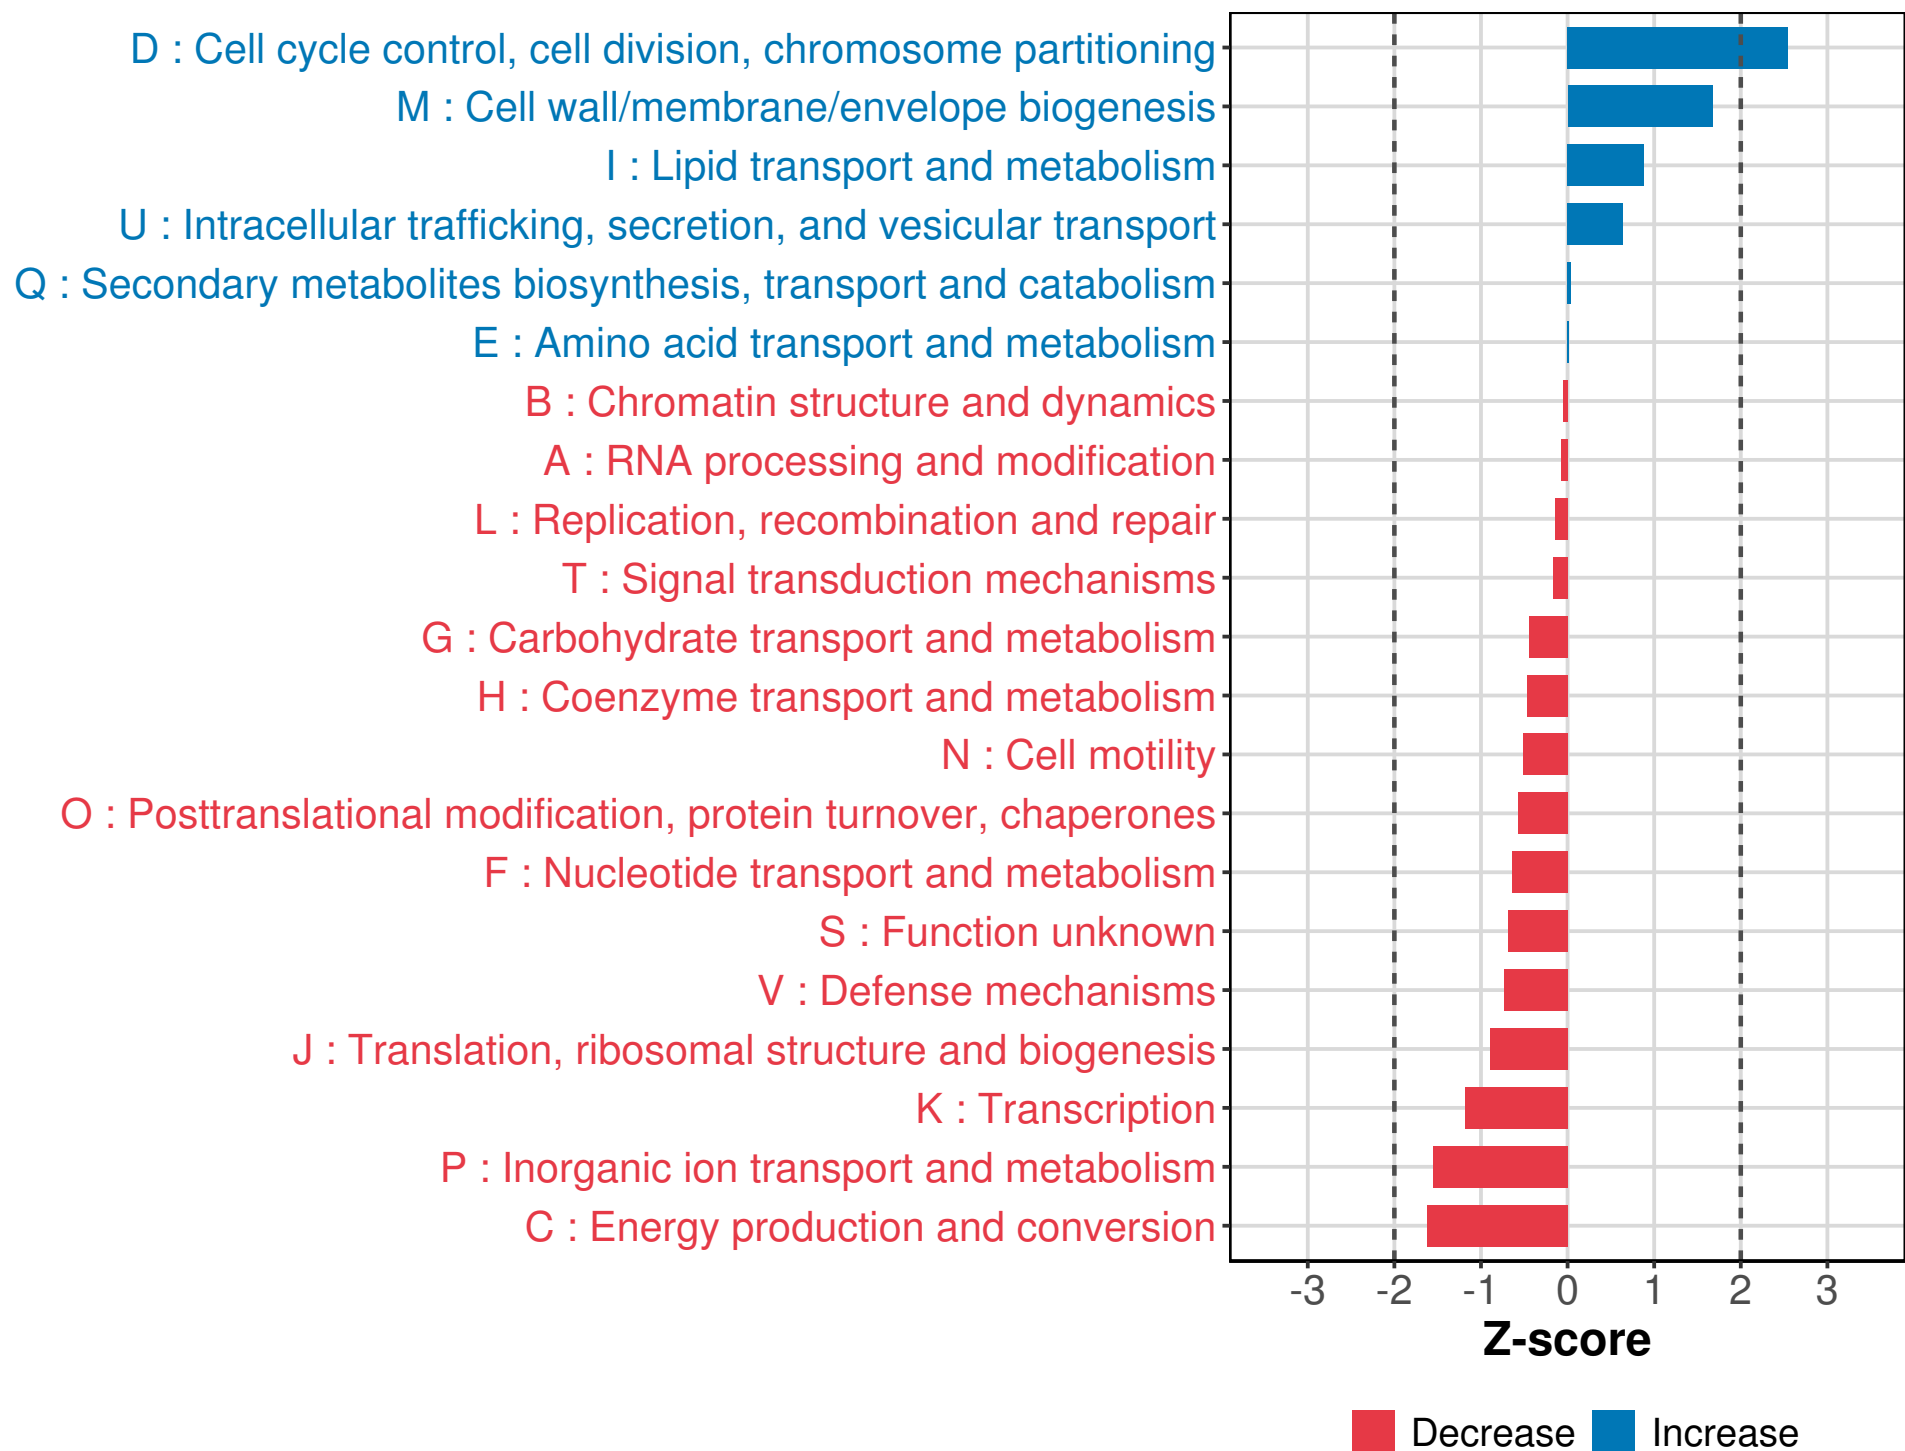 D : Cell cycle control, cell division, chromosome partitioning
M : Cell wall/membrane/envelope biogenesis
I : Lipid transport and metabolism
U : Intracellular trafficking, secretion, and vesicular transport
Q : Secondary metabolites biosynthesis, transport and catabolism
E : Amino acid transport and metabolism
B : Chromatin structure and dynamics
A : RNA processing and modification
L : Replication, recombination and repair
T : Signal transduction mechanisms
G : Carbohydrate transport and metabolism
H : Coenzyme transport and metabolism
N : Cell motility
O : Posttranslational modification, protein turnover, chaperones
F : Nucleotide transport and metabolism
S : Function unknown
V : Defense mechanisms
J : Translation, ribosomal structure and biogenesis
K : Transcription
P : Inorganic ion transport and metabolism
C : Energy production and conversion
-3 -2 -1 0 1 2 3
Z-score
Decrease Increase